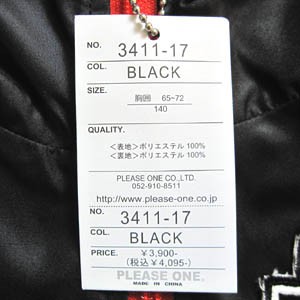 NO. 3411-17
COL. BLACK
SIZE. 胸囲 65~72
140
QUALITY.
<表地>ポリエステル 100%
<裏地>ポリエステル 100%
PLEASE ONE CO.,LTD.
052-910-8511
http://www.please-one.co.jp
NO. 3411-17
COL. BLACK
PRICE. ¥3,900-
(税込¥4,095-)
PLEASE ONE.
MADE IN CHINA